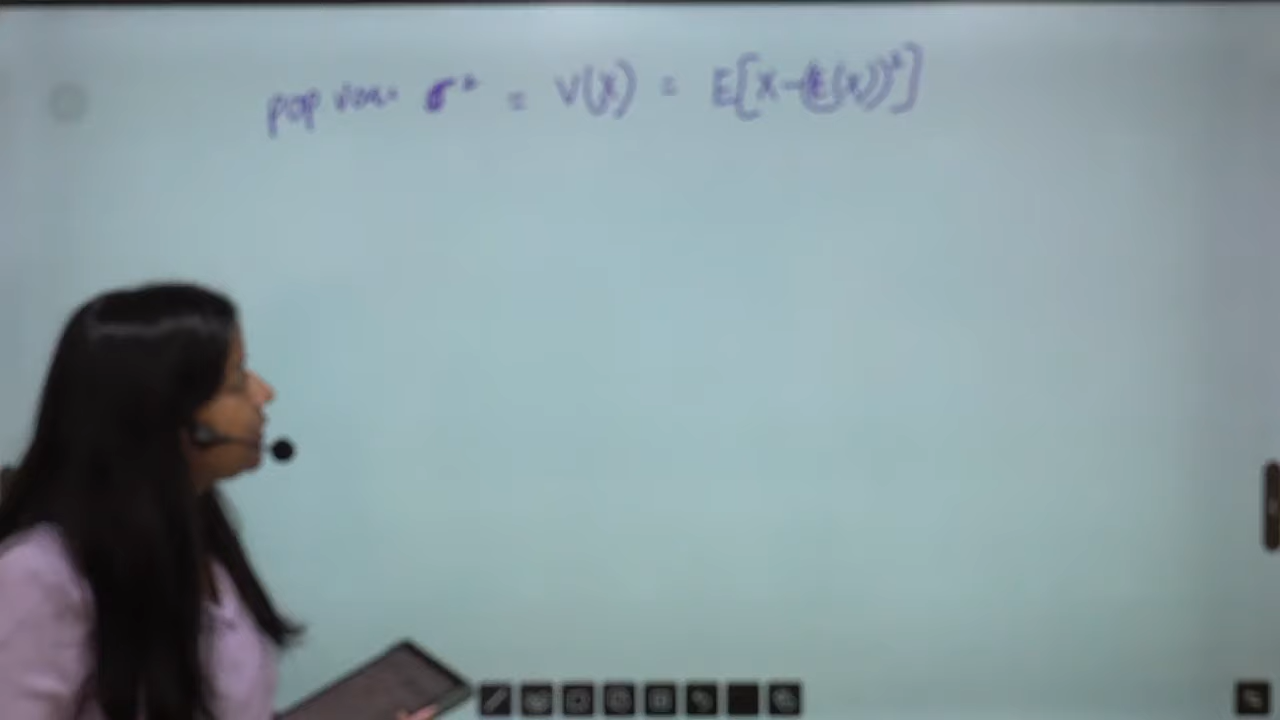 pop var. σ² = V(X) = E[X-(E(X))²]